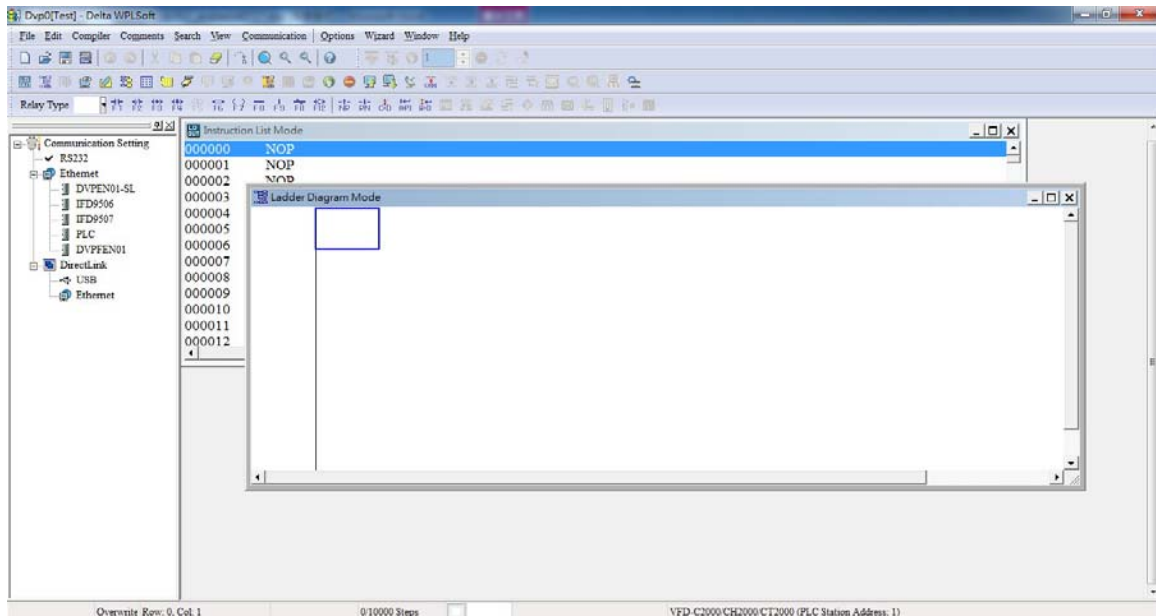 Dvp0[Test] - Delta WPLSoft
File Edit Compiler Comments Search View Communication Options Wizard Window Help
1
Relay Type
Communication Setting
RS232
Ethernet
DVPEN01-SL
IFD9506
IFD9507
PLC
DVPFEN01
DirectLink
USB
Ethernet
Instruction List Mode
000000 NOP
000001 NOP
000002 NOP
000003
000004
000005
000006
000007
000008
000009
000010
000011
000012
Ladder Diagram Mode
Overwrite Row: 0, Col: 1
0/10000 Steps
VFD-C2000/CH2000/CT2000 (PLC Station Address: 1)